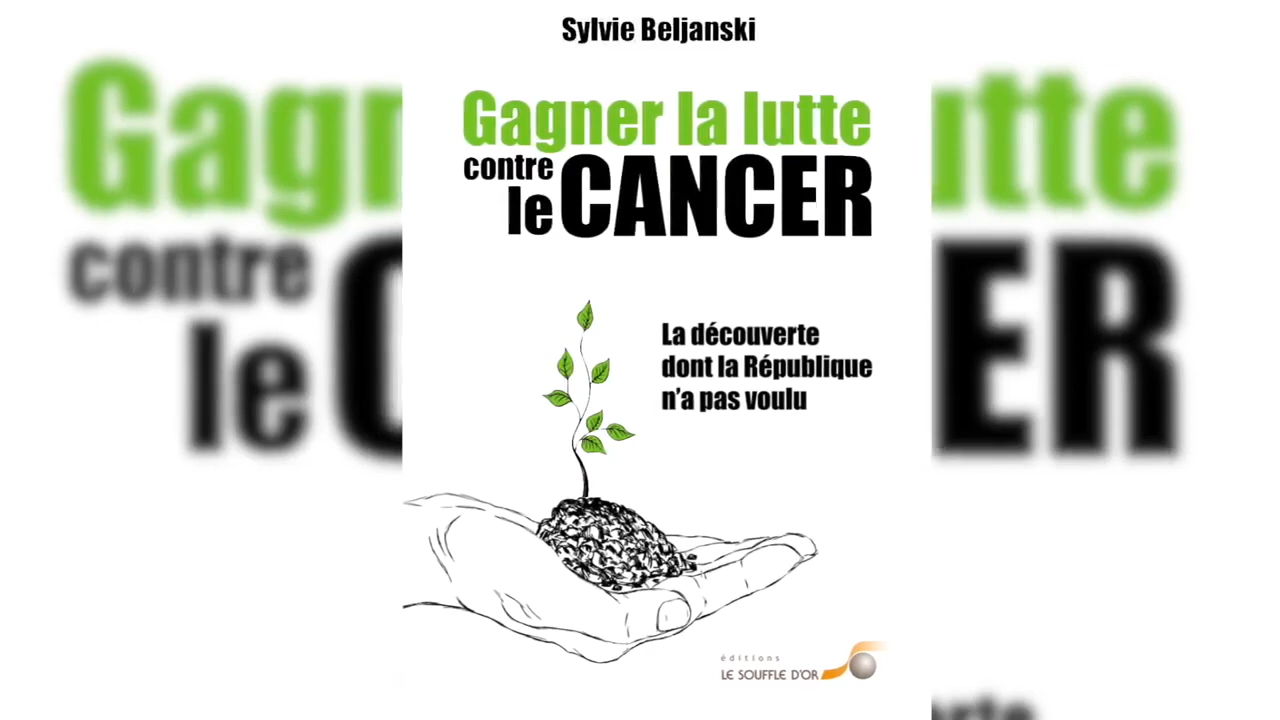 Sylvie Beljanski
Gagner la lutte
contre
le CANCER
La découverte
dont la République
n'a pas voulu
éditions
LE SOUFFLE D'OR